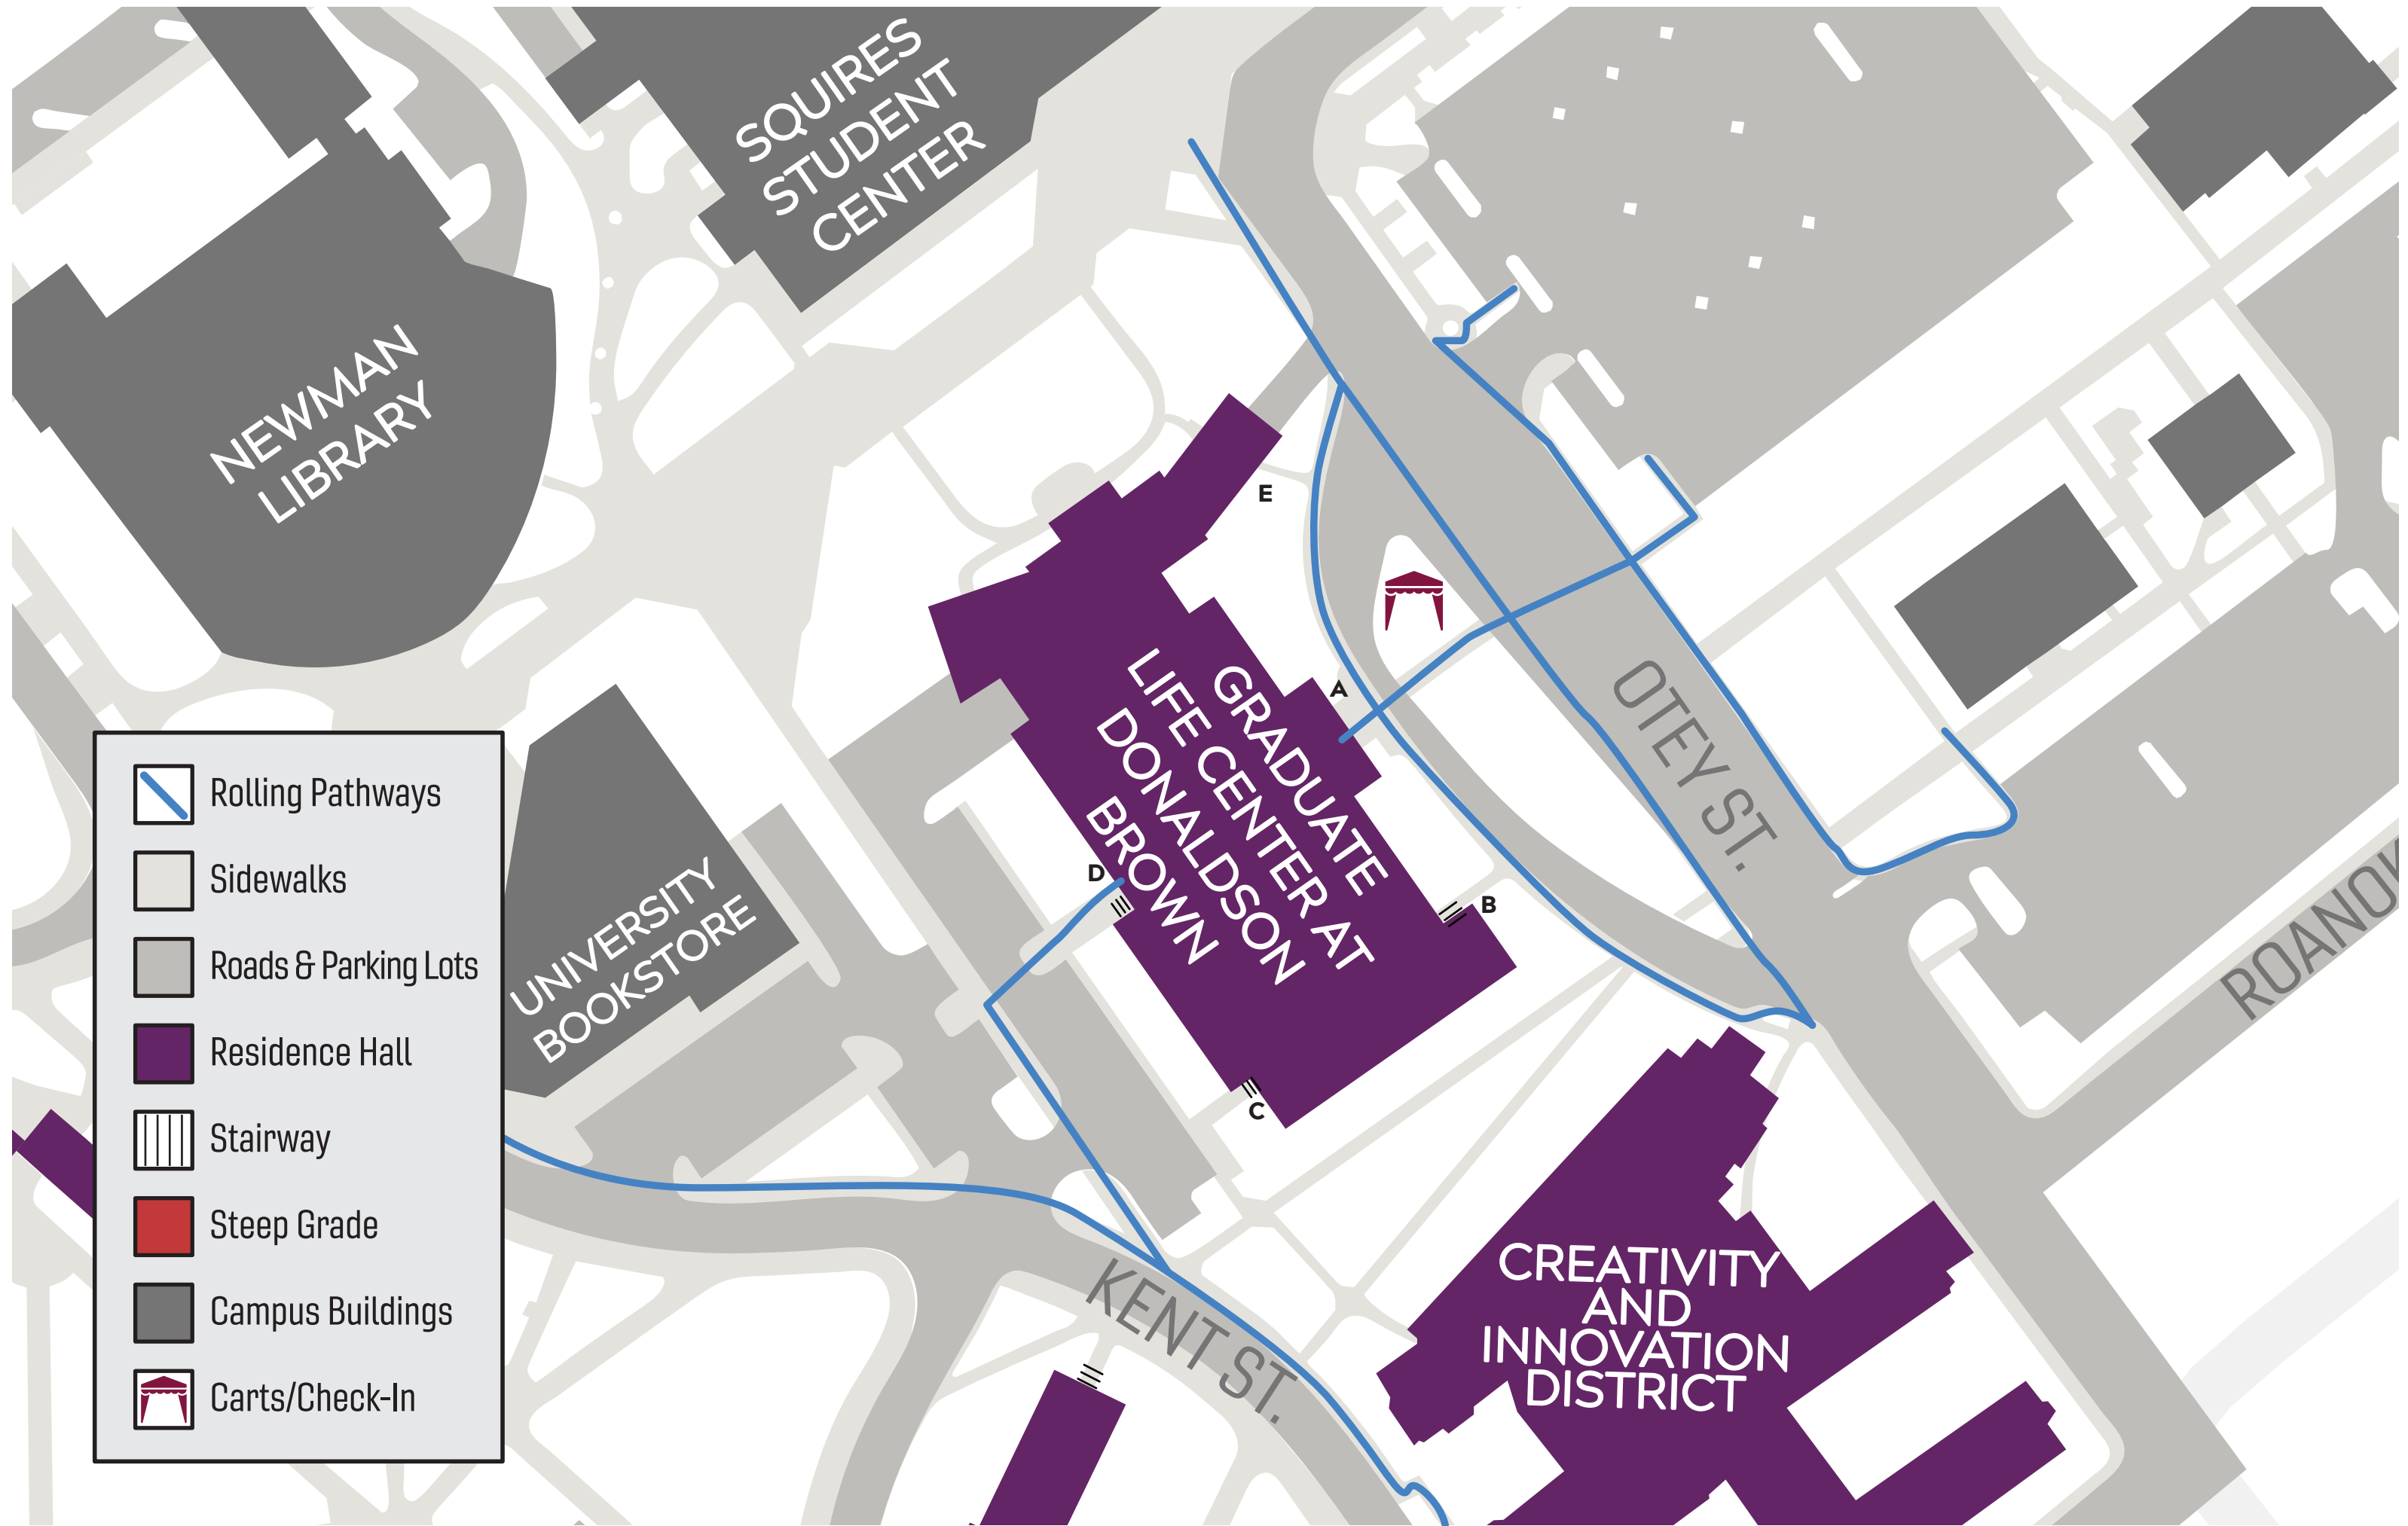 SQUIRES
STUDENT
CENTER
NEWMAN
LIBRARY
E
A
GRADUATE
LIFE CENTER AT
DONALDSON
BROWN
OTEY ST.
D
B
C
UNIVERSITY
BOOKSTORE
ROANOK
KENT ST.
CREATIVITY
AND
INNOVATION
DISTRICT
Rolling Pathways
Sidewalks
Roads & Parking Lots
Residence Hall
Stairway
Steep Grade
Campus Buildings
Carts/Check-In